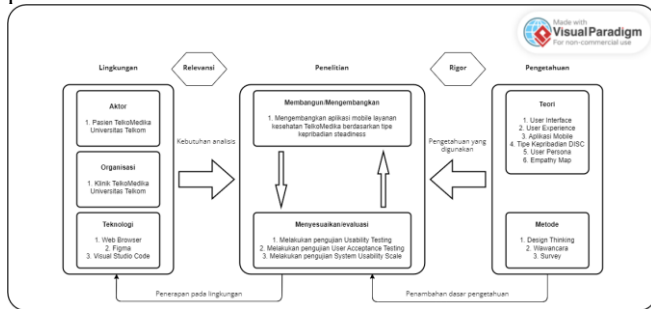 Made with
VisualParadigm
For non-commercial use
Lingkungan
Relevansi
Penelitian
Rigor
Pengetahuan
Aktor
1. Pasien TelkoMedika
Universitas Telkom
Organisasi
1. Klinik TelkoMedika
Universitas Telkom
Teknologi
1. Web Browser
2. Figma
3. Visual Studio Code
Kebutuhan analisis
Membangun/Mengembangkan
1. Mengembangkan aplikasi mobile layanan
kesehatan TelkoMedika berdasarkan tipe
kepribadian steadiness
Menyesuaikan/evaluasi
1. Melakukan pengujian Usability Testing
2. Melakukan pengujian User Acceptance Testing
3. Melakukan pengujian System Usability Scale
Pengetahuan yang
digunakan
Teori
1. User Interface
2. User Experience
3. Aplikasi Mobile
4. Tipe Kepribadian DISC
5. User Persona
6. Empathy Map
Metode
1. Design Thinking
2. Wawancara
3. Survey
Penerapan pada lingkungan
Penambahan dasar pengetahuan